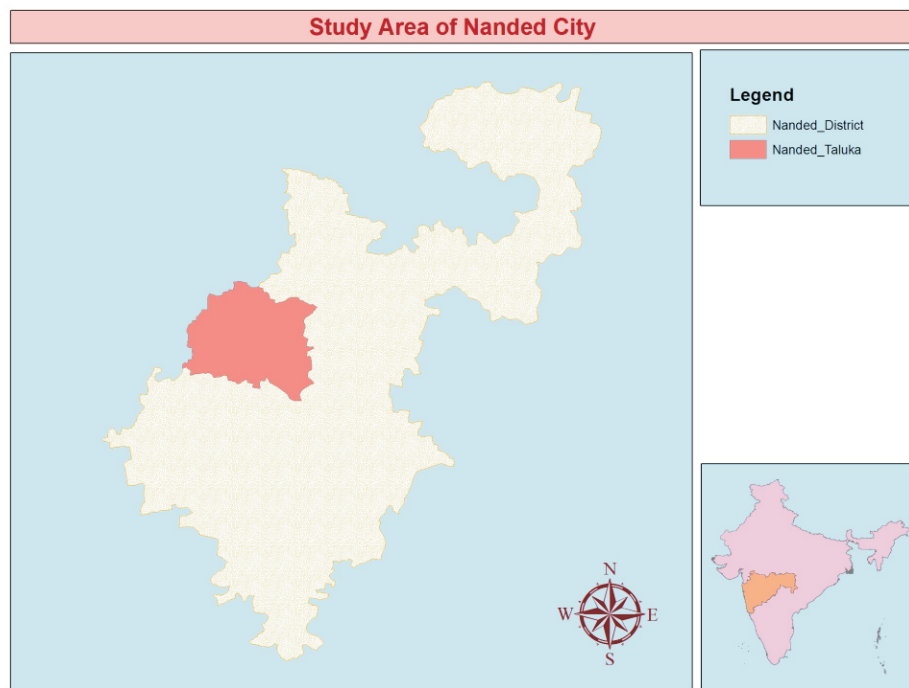 Study Area of Nanded City
Legend
Nanded_District
Nanded_Taluka
N
W E
S